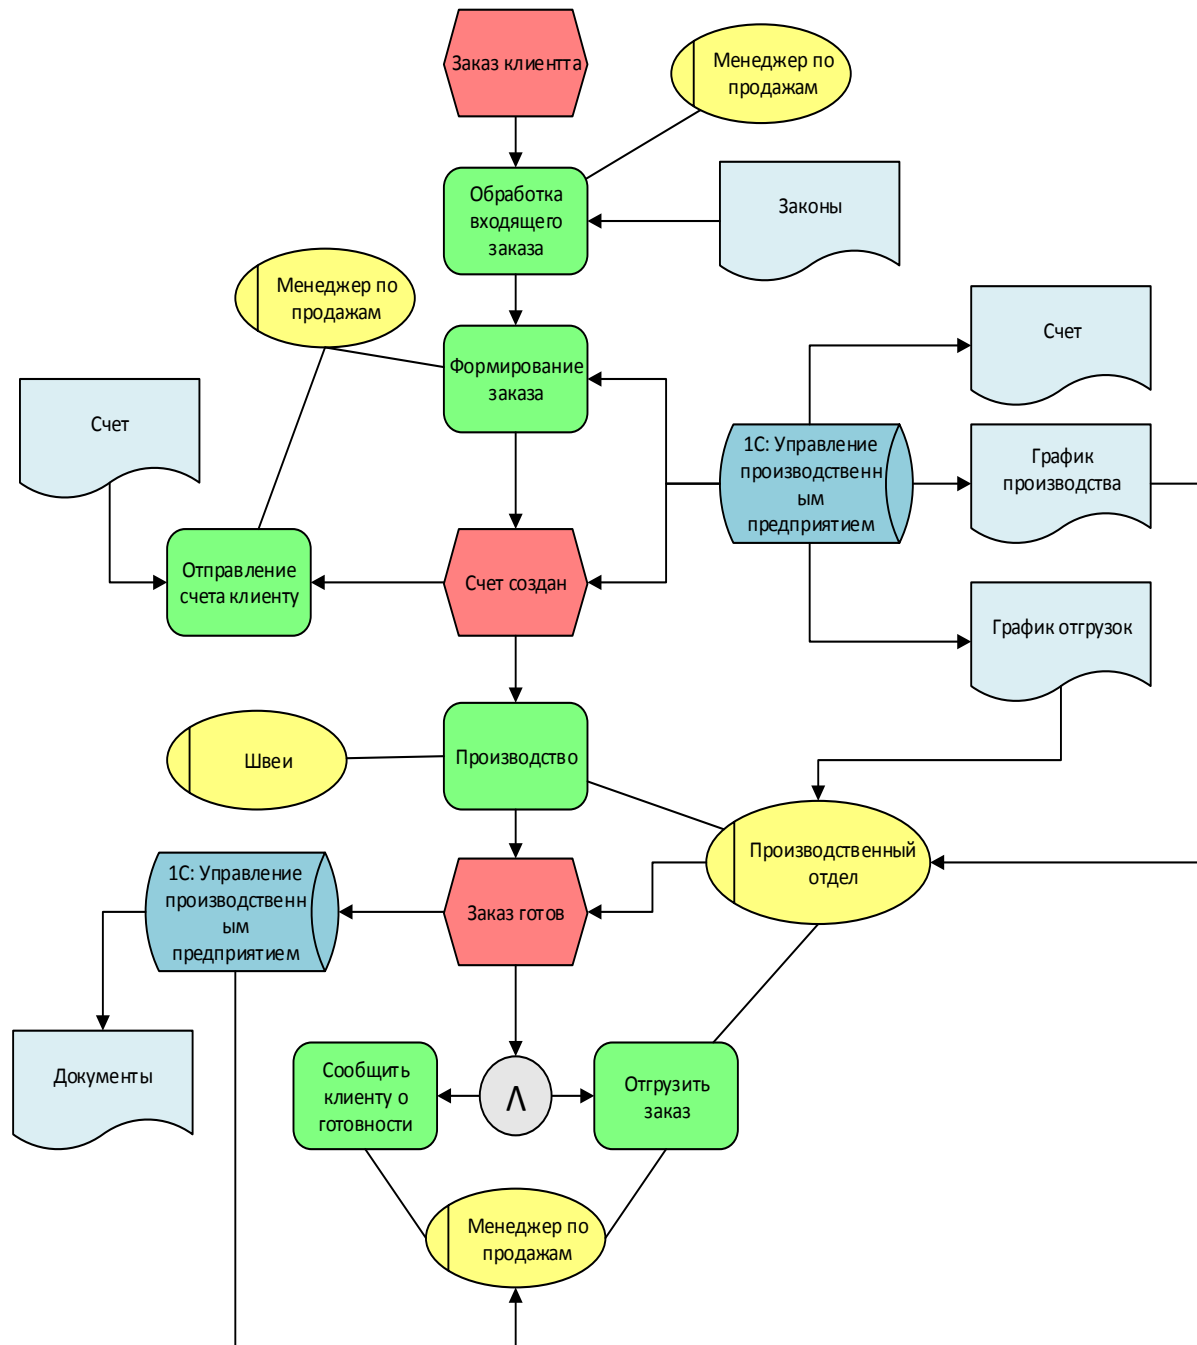 Заказ клиентта
Менеджер по
продажам
Обработка
входящего
заказа
Законы
Менеджер по
продажам
Формирование
заказа
Счет
Счет
1С: Управление
производственн
ым
предприятием
График
производства
Отправление
счета клиенту
Счет создан
График отгрузок
Швеи
Производство
Производственный
отдел
1С: Управление
производственн
ым
предприятием
Заказ готов
Документы
Сообщить
клиенту о
готовности
Λ
Отгрузить
заказ
Менеджер по
продажам